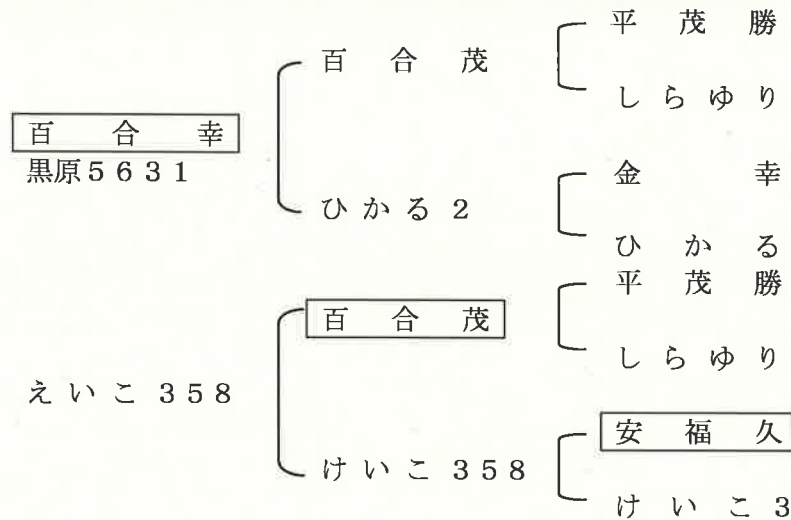 平茂勝
百合茂
しらゆり
百合幸
黒原5631
金幸
ひかる2
ひかる
平茂勝
百合茂
しらゆり
えいこ358
安福久
けいこ358
けいこ3